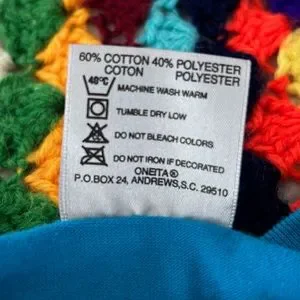 60% COTTON 40% POLYESTER
COTON POLYESTER
40°C MACHINE WASH WARM
TUMBLE DRY LOW
DO NOT BLEACH COLORS
DO NOT IRON IF DECORATED
ONEITA®
P.O.BOX 24, ANDREWS,S.C. 29510